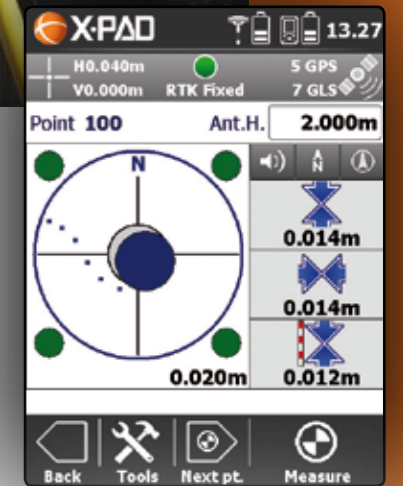 X-PAD 13.27
H0.040m 5 GPS
V0.000m RTK Fixed 7 GLS
Point 100 Ant.H. 2.000m
N N
0.014m
0.014m
0.020m 0.012m
Back Tools Next pt. Measure